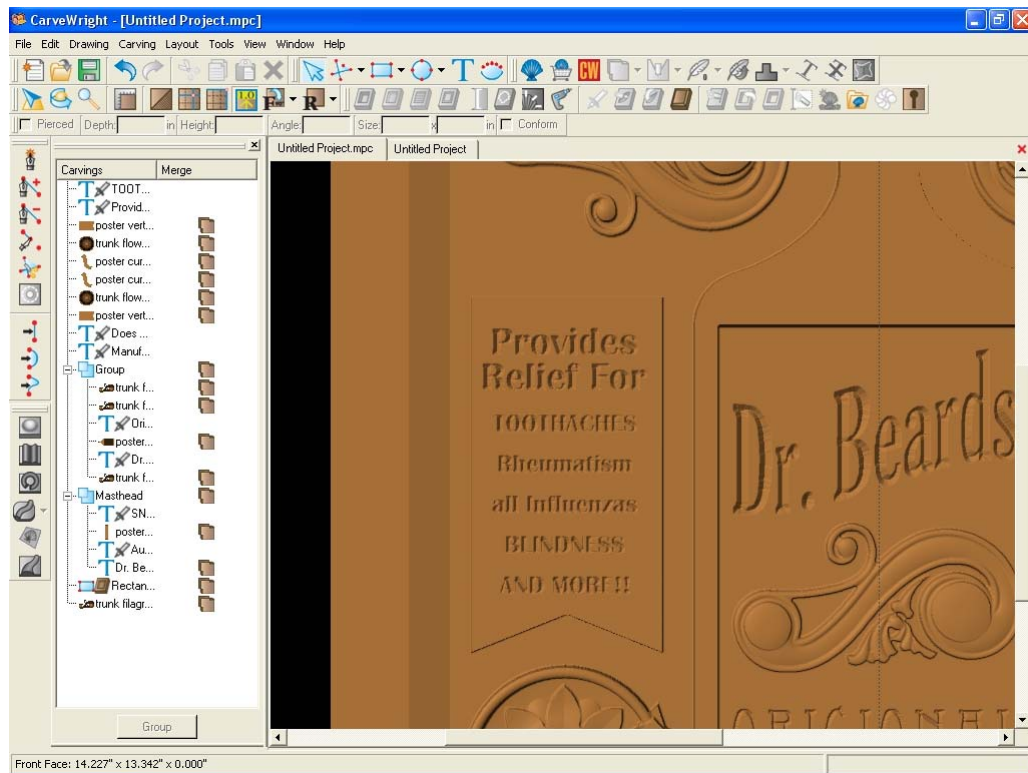 CarveWright - [Untitled Project.mpc]
File Edit Drawing Carving Layout Tools View Window Help
Pierced Depth: in Height: Angle: Size: x in Conform
Untitled Project.mpc Untitled Project
Carvings Merge
TOOT...
Provid...
poster vert...
trunk flow...
poster cur...
poster cur...
trunk flow...
poster vert...
Does ...
Manuf...
Group
trunk f...
trunk f...
Ori...
poster...
Dr....
trunk f...
Masthead
SN...
poster...
Au...
Dr. Be...
Rectan...
trunk filagr...
Group
Provides
Relief For
TOOTHACHES
Rheumatism
all Influenzas
BLINDNESS
AND MORE!!
Dr. Beards
ORIGIONAL
Front Face: 14.227" x 13.342" x 0.000"